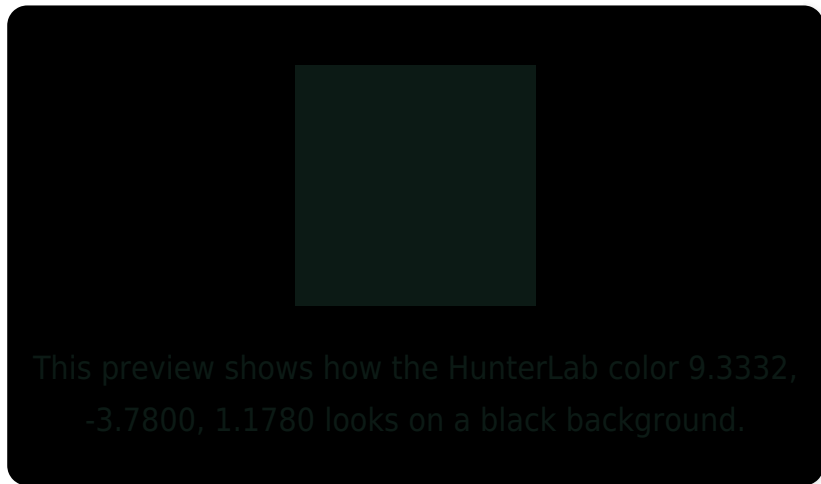 This preview shows how the HunterLab color 9.3332,
-3.7800, 1.1780 looks on a black background.